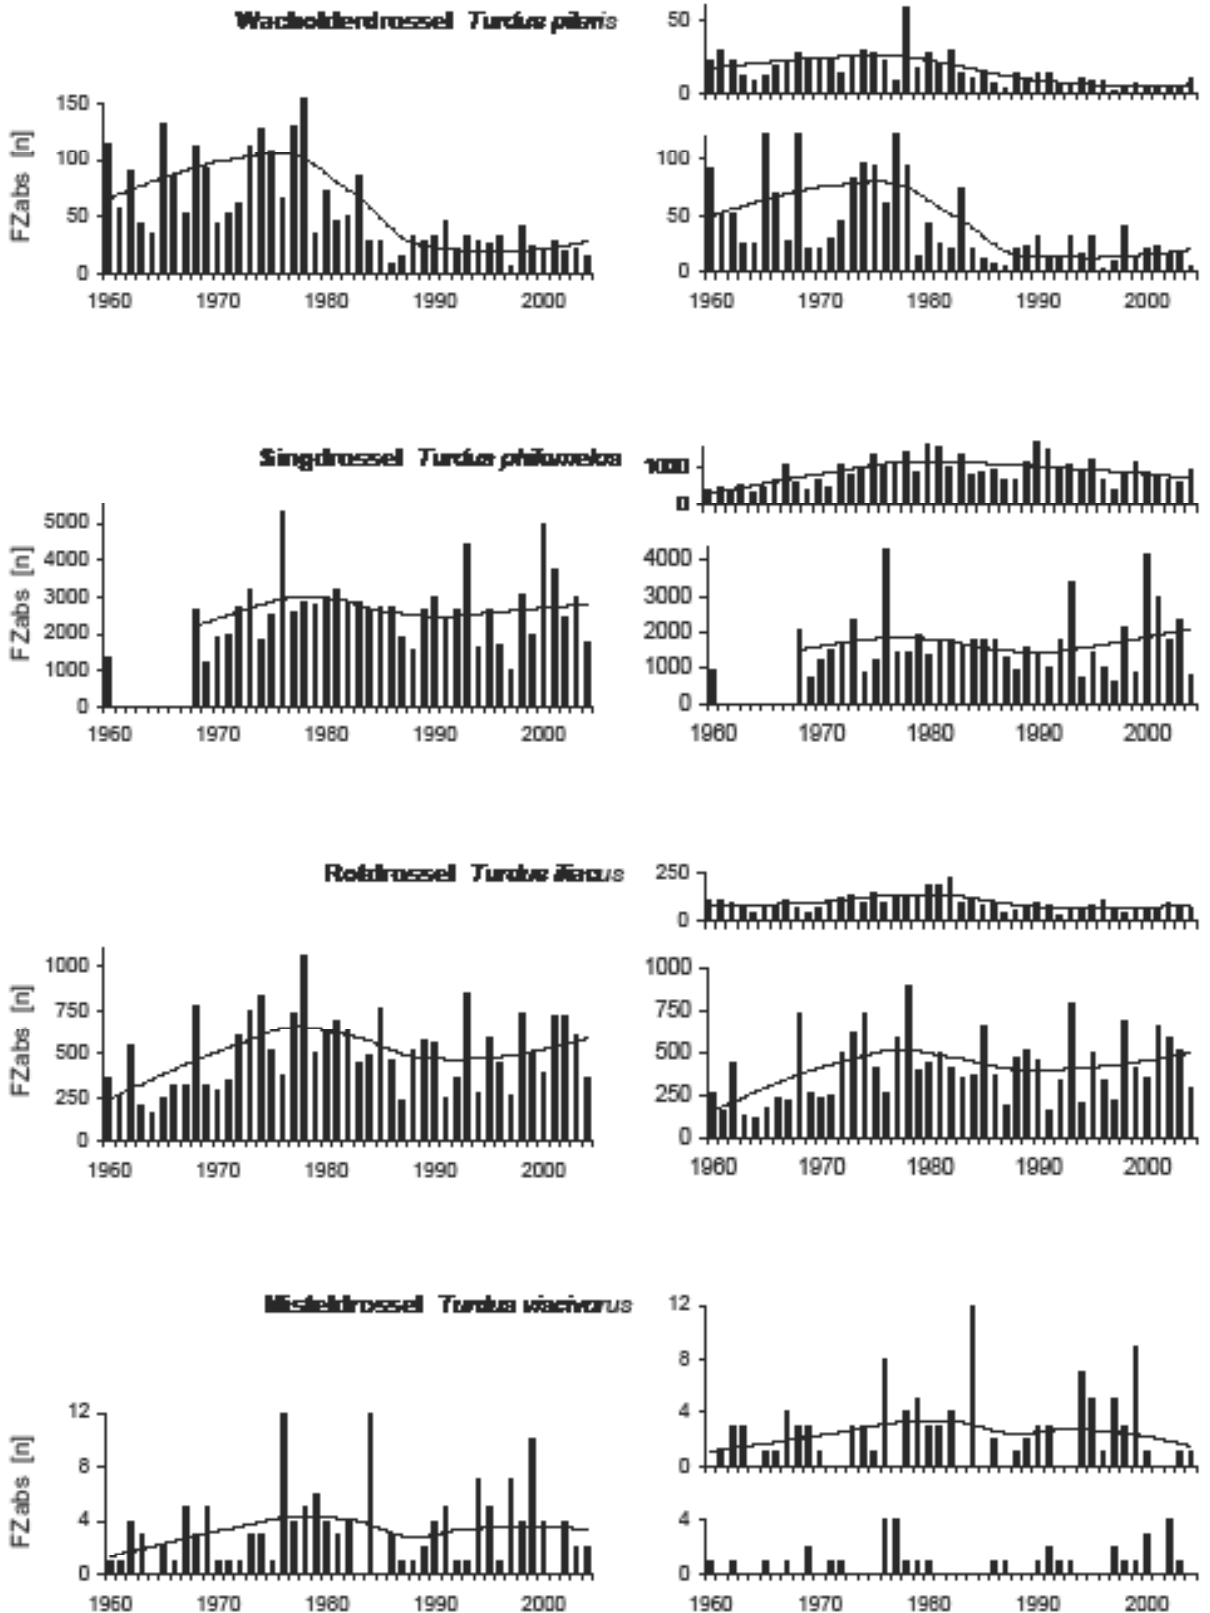 Wacholderdrossel Turdus pilaris
50
0
150
100
50
0
FZabs [n]
1960 1970 1980 1990 2000
100
50
0
1960 1970 1980 1990 2000
Singdrossel Turdus philomelos
1000
0
5000
4000
3000
2000
1000
0
FZabs [n]
1960 1970 1980 1990 2000
4000
3000
2000
1000
0
1960 1970 1980 1990 2000
Rotdrossel Turdus iliacus
250
0
1000
750
500
250
0
FZabs [n]
1960 1970 1980 1990 2000
1000
750
500
250
0
1960 1970 1980 1990 2000
Misteldrossel Turdus viscivorus
12
8
4
0
FZabs [n]
1960 1970 1980 1990 2000
12
8
4
0
4
0
1960 1970 1980 1990 2000